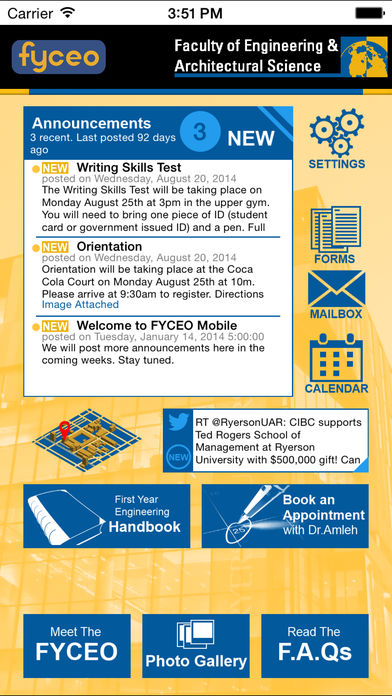 Carrier 3:51 PM
fyceo
Faculty of Engineering &
Architectural Science
Announcements
3 recent. Last posted 92 days
ago
3
NEW
NEW Writing Skills Test
posted on Wednesday, August 20, 2014
The Writing Skills Test will be taking place on
Monday August 25th at 3pm in the upper gym.
You will need to bring one piece of ID (student
card or government issued ID) and a pen. Full
NEW Orientation
posted on Wednesday, August 20, 2014
Orientation will be taking place at the Coca
Cola Court on Monday August 25th at 10m.
Please arrive at 9:30am to register. Directions
Image Attached
NEW Welcome to FYCEO Mobile
posted on Tuesday, January 14, 2014 5:00:00
We will post more announcements here in the
coming weeks. Stay tuned.
SETTINGS
FORMS
MAILBOX
CALENDAR
NEW
RT @RyersonUAR: CIBC supports
Ted Rogers School of
Management at Ryerson
University with $500,000 gift! Can
First Year
Engineering
Handbook
25
Book an
Appointment
with Dr.Amleh
Meet The
FYCEO
Photo Gallery
Read The
F.A.Qs